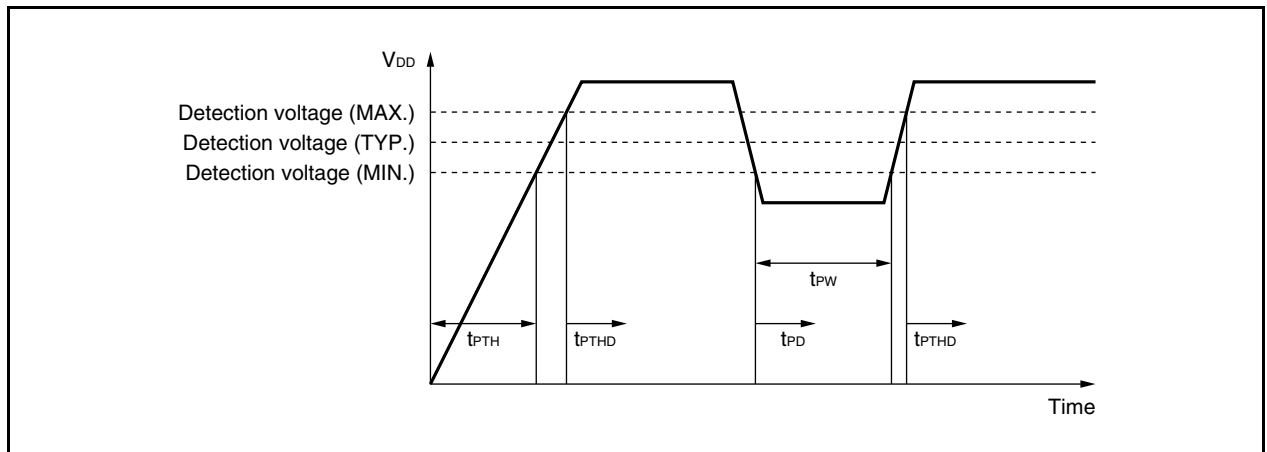 VDD
Detection voltage (MAX.)
Detection voltage (TYP.)
Detection voltage (MIN.)
tPW
tPTH
tPTHD
tPD
tPTHD
Time